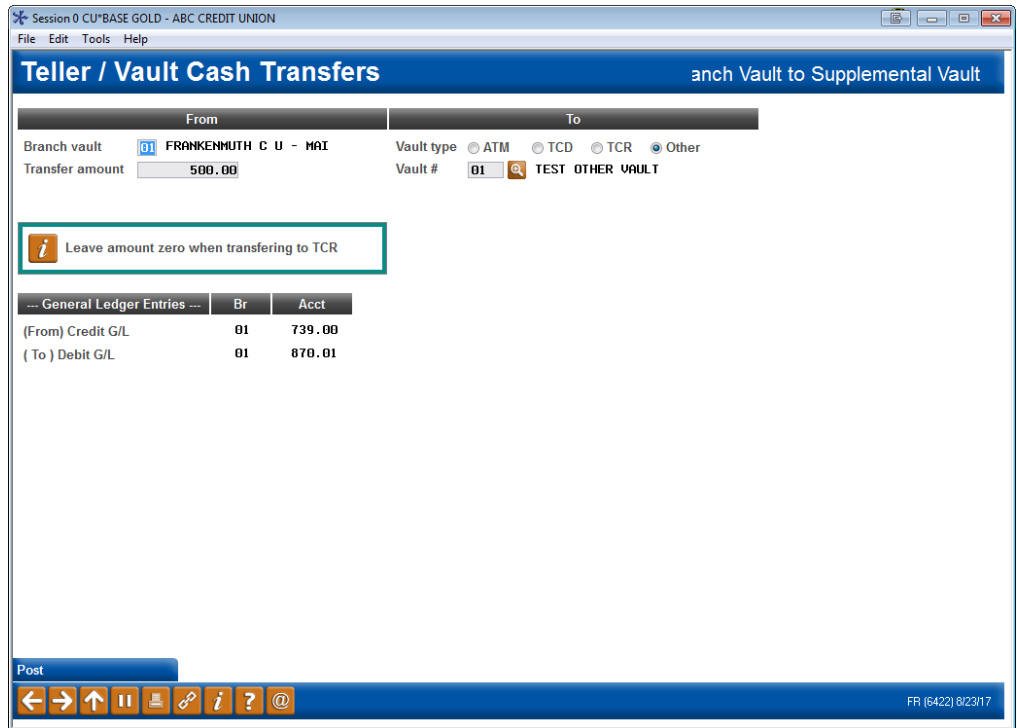 Session 0 CU*BASE GOLD - ABC CREDIT UNION
File Edit Tools Help
Teller / Vault Cash Transfers anch Vault to Supplemental Vault
From To
Branch vault 01 FRANKENMUTH C U - MAI Vault type ATM TCD TCR Other
Transfer amount 500.00 Vault # 01 TEST OTHER VAULT
i Leave amount zero when transfering to TCR
--- General Ledger Entries --- Br Acct
(From) Credit G/L 01 739.00
( To ) Debit G/L 01 870.01
Post
i ? @ FR (6422) 8/23/17